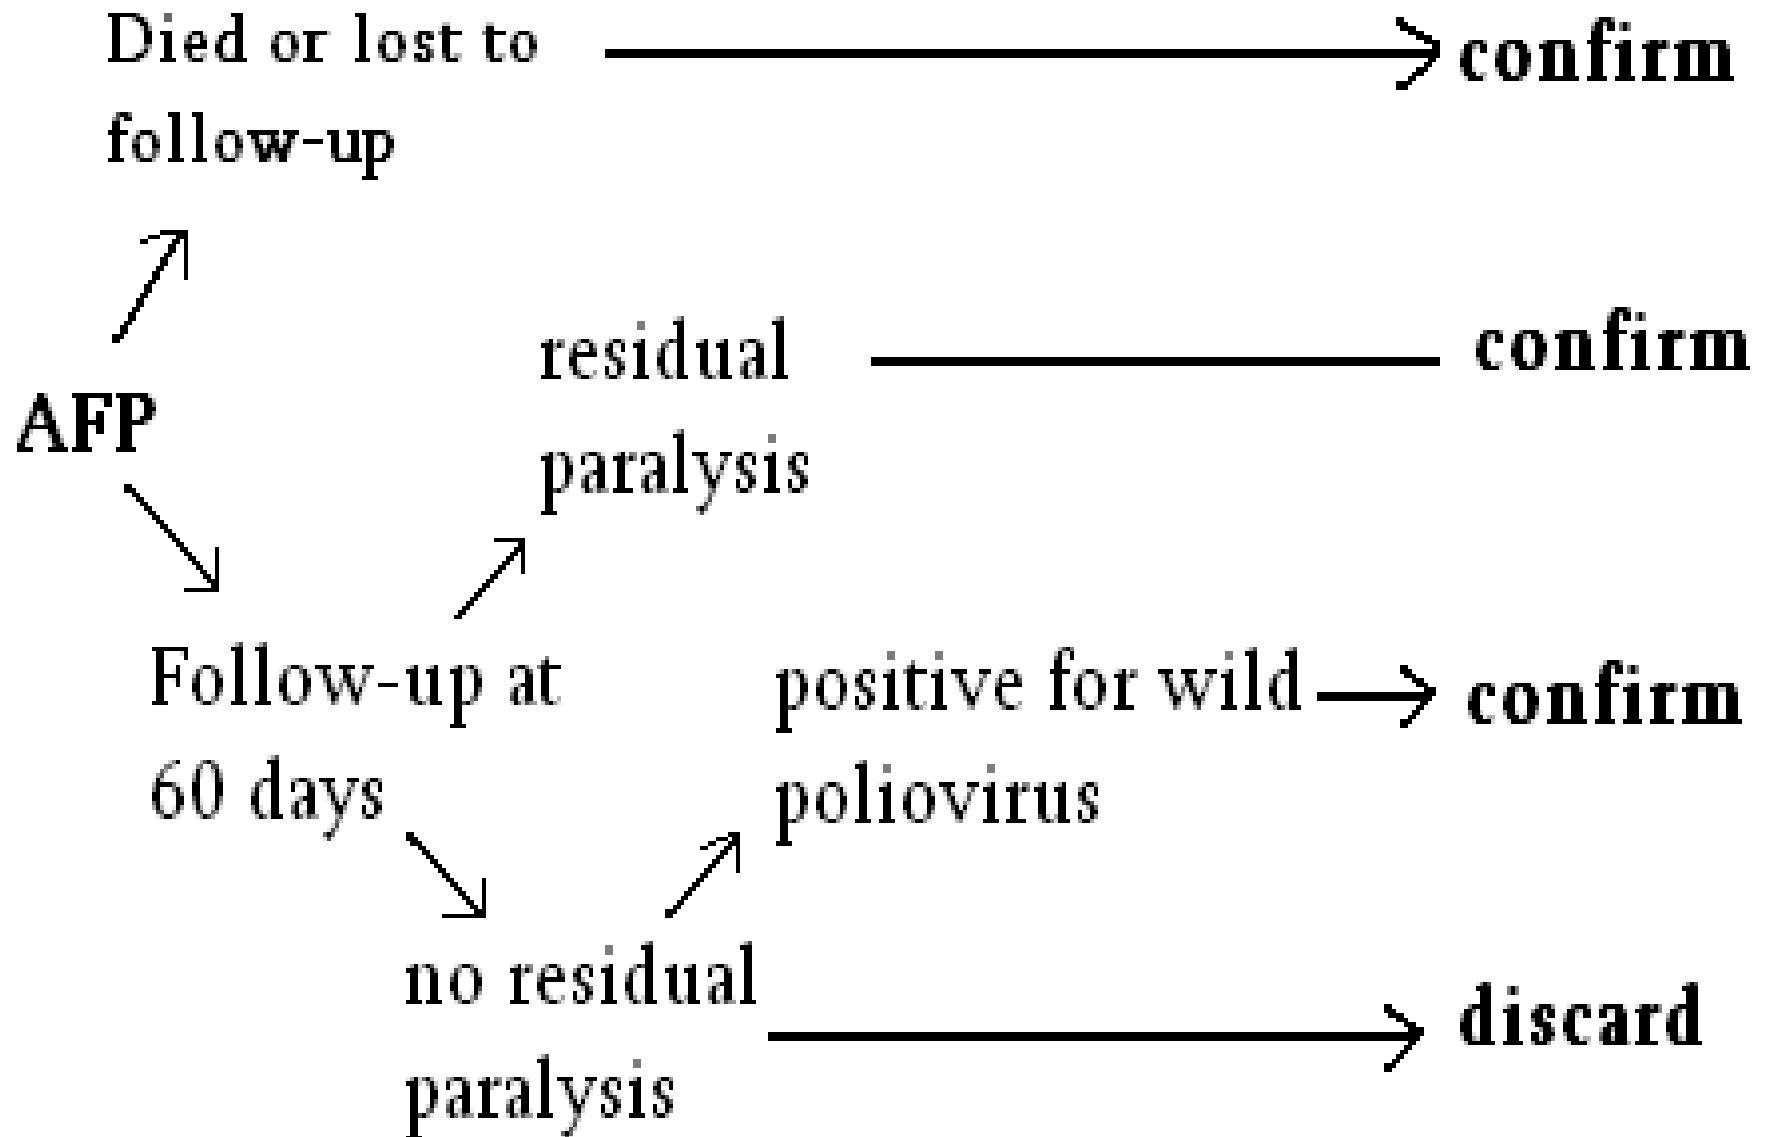 Died or lost to
follow-up
confirm
AFP
residual
paralysis
confirm
Follow-up at
60 days
positive for wild
poliovirus
confirm
no residual
paralysis
discard